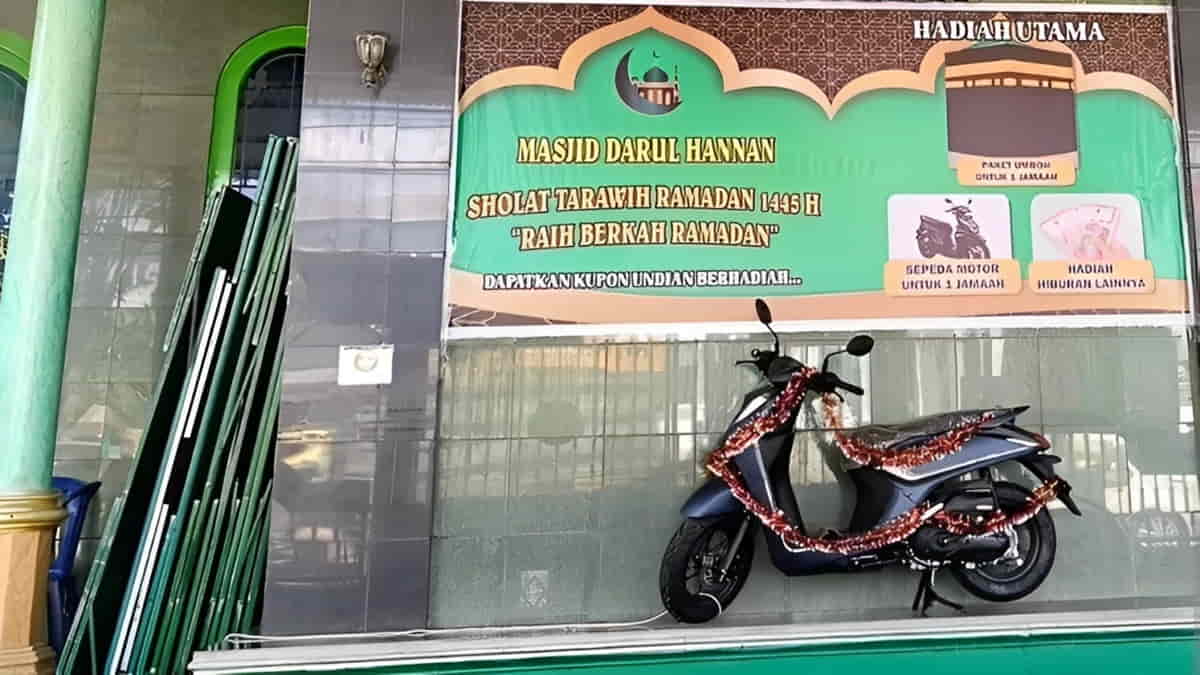 HADIAH UTAMA
MASJID DARUL HANNAN
SHOLAT TARAWIH RAMADAN 1445 H
"RAIH BERKAH RAMADAN"
DAPATKAN KUPON UNDIAN BERHADIAH...
PAKET UMROH
UNTUK 1 JAMAAH
SEPEDA MOTOR
UNTUK 1 JAMAAH
HADIAH
HIBURAN LAINNYA